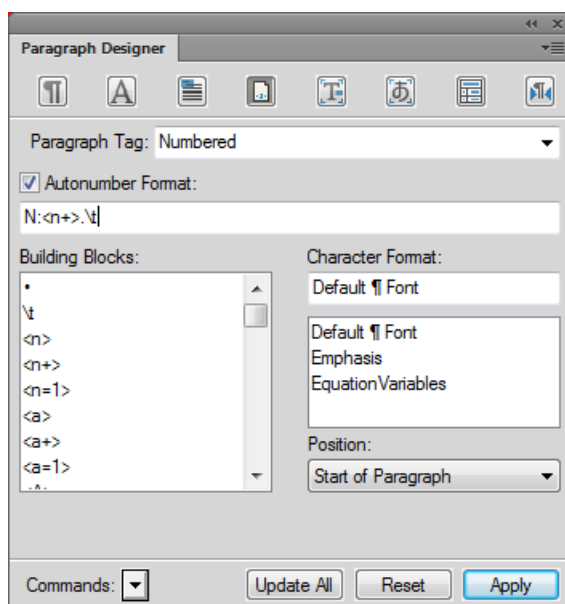 Paragraph Designer
Paragraph Tag: Numbered
Autonumber Format:
N:<n+>.\t
Building Blocks:
•
\t
<n>
<n+>
<n=1>
<a>
<a+>
<a=1>
Character Format:
Default ¶ Font
Default ¶ Font
Emphasis
EquationVariables
Position:
Start of Paragraph
Commands:
Update All
Reset
Apply